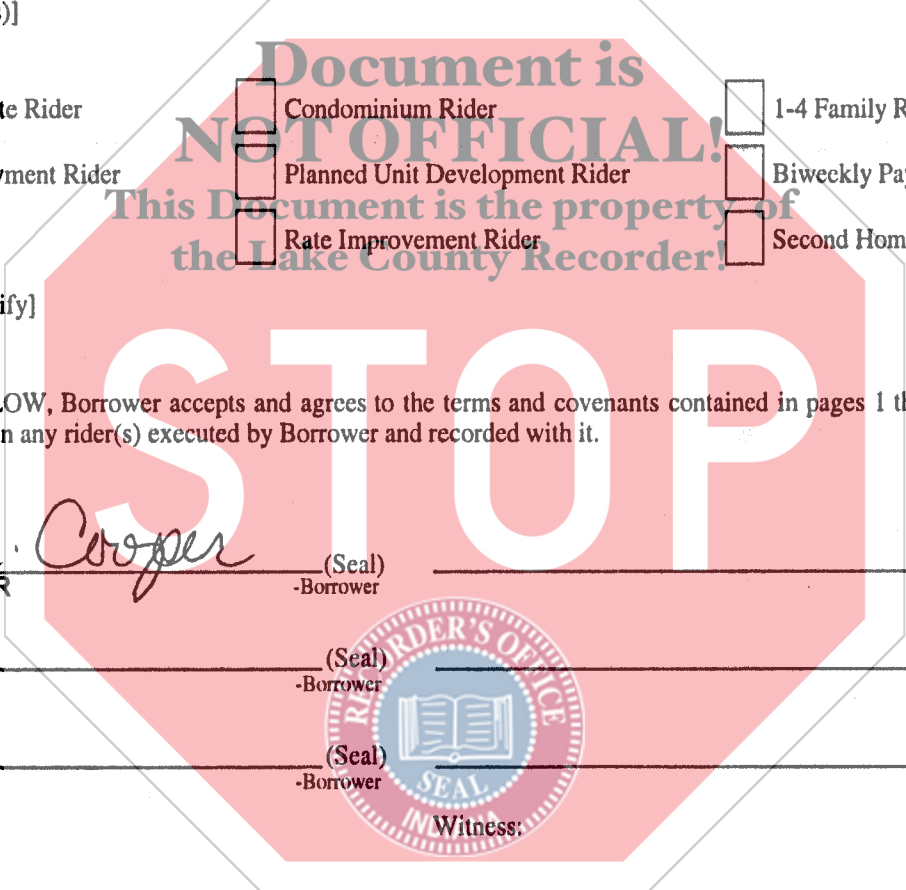 )]
Document is
te Rider Condominium Rider 1-4 Family R
NOT OFFICIAL!
ment Rider Planned Unit Development Rider Biweekly Pay
This Document is the property of
Rate Improvement Rider Second Hom
the Lake County Recorder!
ify]
STOP
OW, Borrower accepts and agrees to the terms and covenants contained in pages 1 th
n any rider(s) executed by Borrower and recorded with it.
Cooper (Seal)
R -Borrower
RECORDER'S OFFICE
(Seal)
-Borrower
(Seal)
-Borrower
SEAL
INDIANA
Witness: